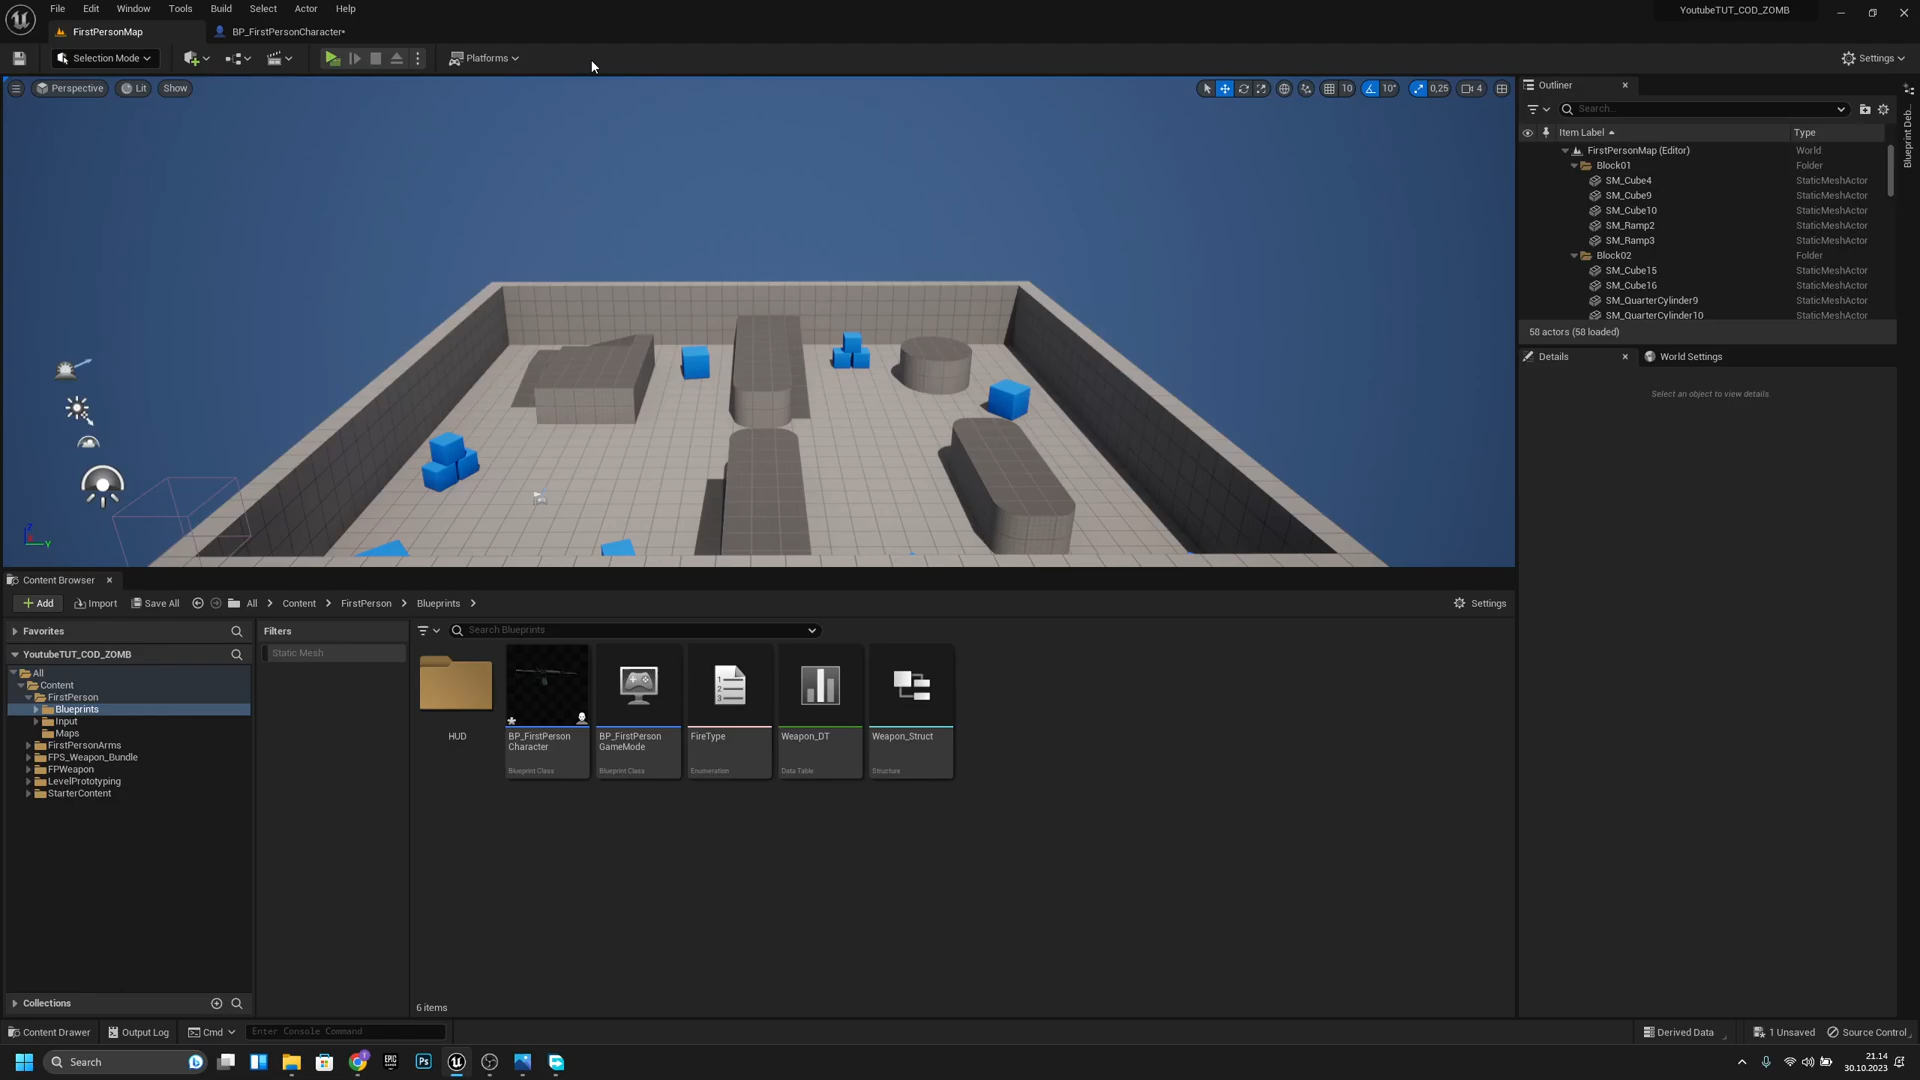 File Edit Window Tools Build Select Actor Help
YoutubeTUT_COD_ZOMB
FirstPersonMap
BP_FirstPersonCharacter*
Selection Mode
Platforms
Settings
Perspective
Lit
Show
10
10°
0,25
4
Outliner
Search...
Item Label
Type
FirstPersonMap (Editor) World
Block01 Folder
SM_Cube4 StaticMeshActor
SM_Cube9 StaticMeshActor
SM_Cube10 StaticMeshActor
SM_Ramp2 StaticMeshActor
SM_Ramp3 StaticMeshActor
Block02 Folder
SM_Cube15 StaticMeshActor
SM_Cube16 StaticMeshActor
SM_QuarterCylinder9 StaticMeshActor
SM_QuarterCylinder10 StaticMeshActor
58 actors (58 loaded)
Blueprint Deb
Details
World Settings
Select an object to view details
Z
Y
Content Browser
Add
Import
Save All
All
Content
FirstPerson
Blueprints
Settings
Favorites
YoutubeTUT_COD_ZOMB
All
Content
FirstPerson
Blueprints
Input
Maps
FirstPersonArms
FPS_Weapon_Bundle
FPWeapon
LevelPrototyping
StarterContent
Collections
Filters
Static Mesh
Search Blueprints
HUD
BP_FirstPerson
Character
Blueprint Class
BP_FirstPerson
GameMode
Blueprint Class
FireType
Enumeration
Weapon_DT
Data Table
Weapon_Struct
Structure
6 items
Content Drawer
Output Log
Cmd
Enter Console Command
Derived Data
1 Unsaved
Source Control
Search
EPIC
Ps
21.14
30.10.2023